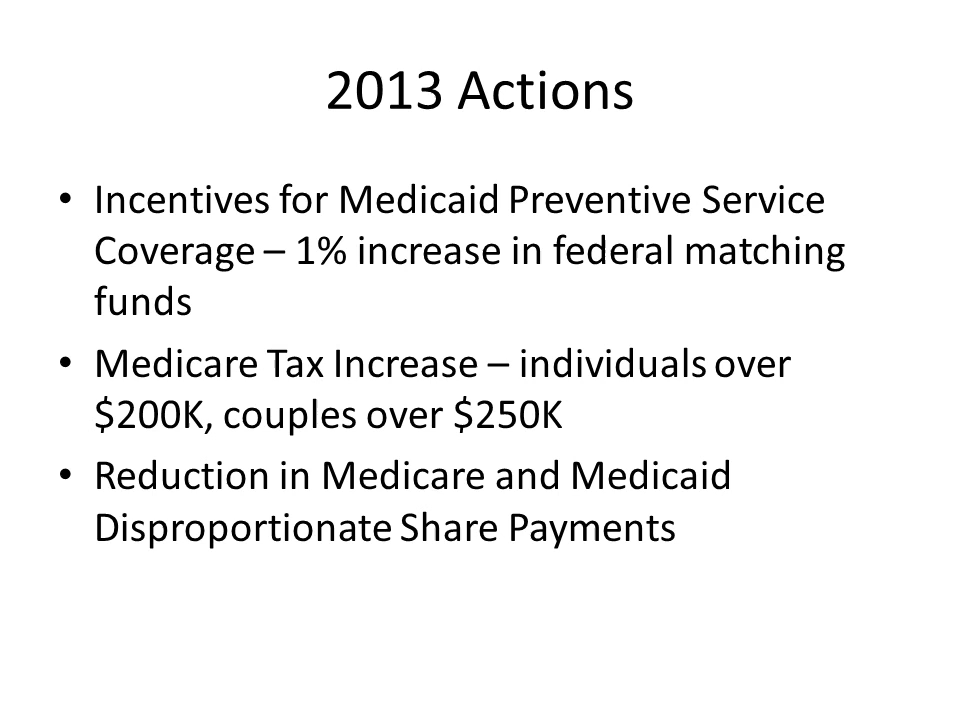 2013 Actions
• Incentives for Medicaid Preventive Service
Coverage – 1% increase in federal matching
funds
• Medicare Tax Increase – individuals over
$200K, couples over $250K
• Reduction in Medicare and Medicaid
Disproportionate Share Payments